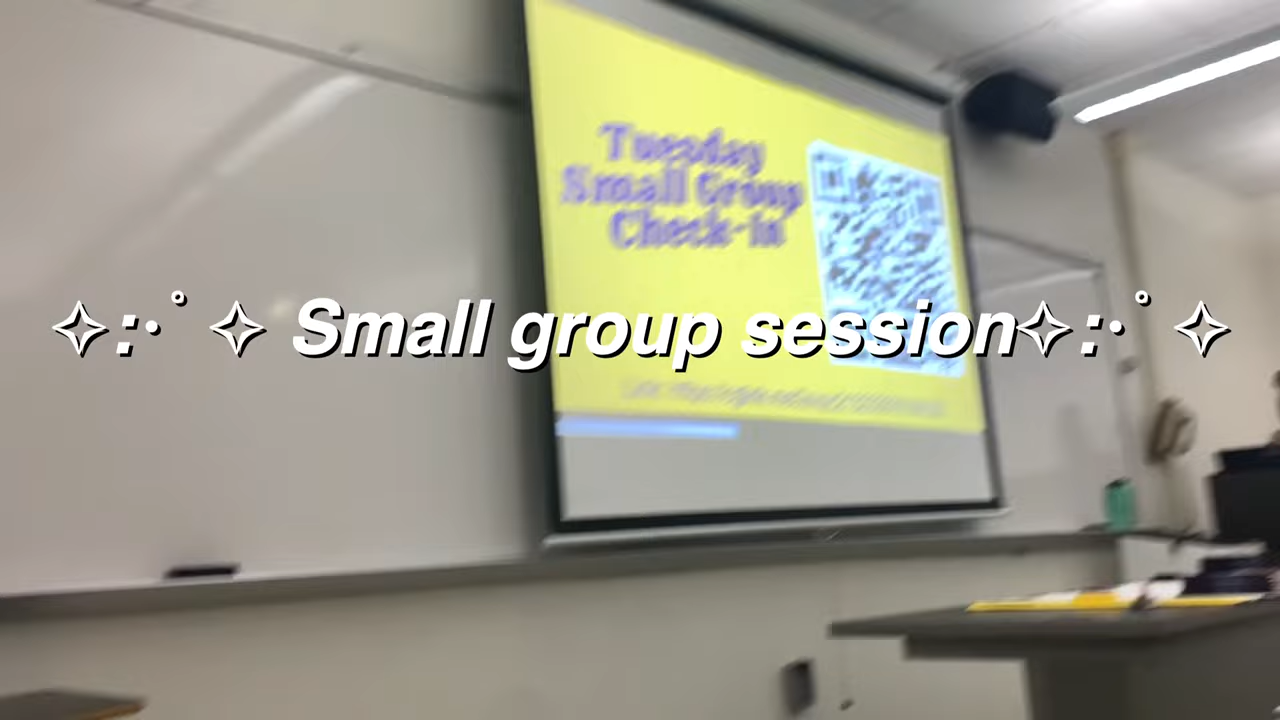 Tuesday
Small Group
Check-in
✧:·˚✧ Small group session✧:·˚✧